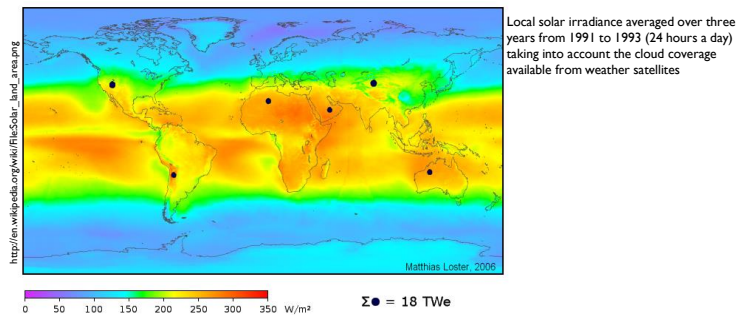 Local solar irradiance averaged over three
years from 1991 to 1993 (24 hours a day)
taking into account the cloud coverage
available from weather satellites
http://en.wikipedia.org/wiki/File:Solar_land_area.png
Matthias Loster, 2006
0 50 100 150 200 250 300 350 W/m²
Σ● = 18 TWe